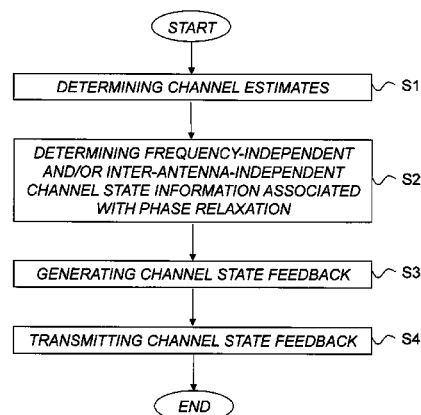 START
DETERMINING CHANNEL ESTIMATES
S1
DETERMINING FREQUENCY-INDEPENDENT
AND/OR INTER-ANTENNA-INDEPENDENT
CHANNEL STATE INFORMATION ASSOCIATED
WITH PHASE RELAXATION
S2
GENERATING CHANNEL STATE FEEDBACK
S3
TRANSMITTING CHANNEL STATE FEEDBACK
S4
END